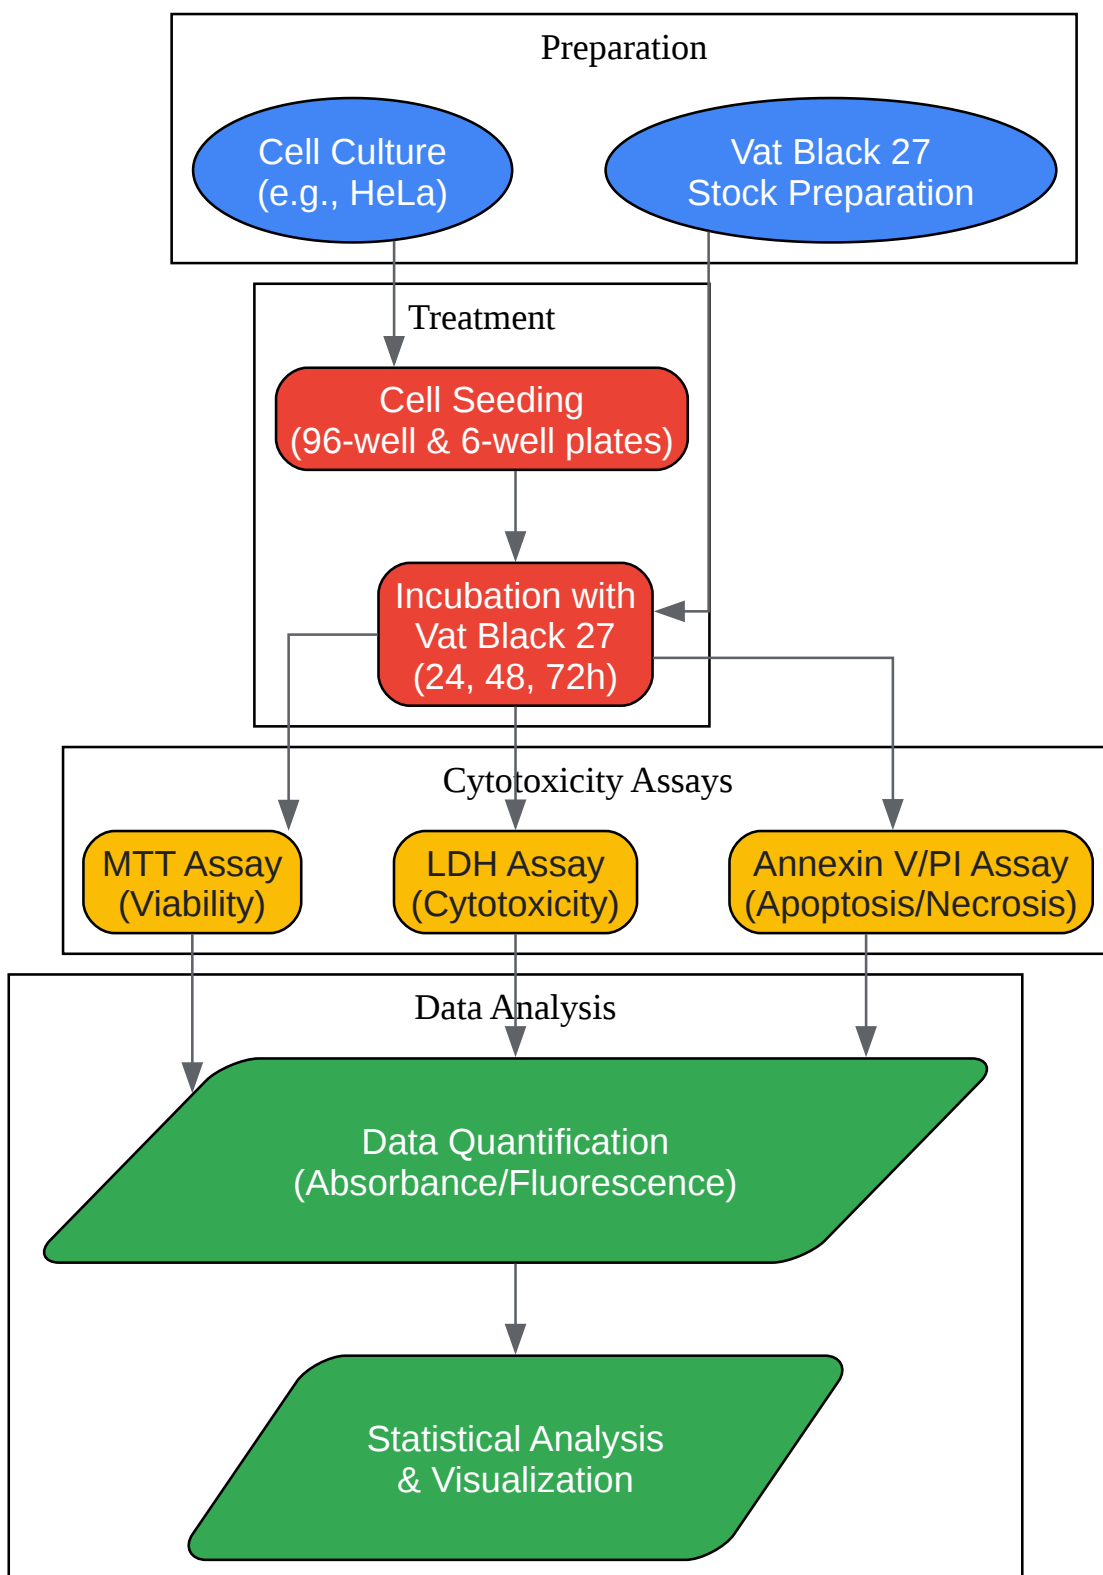 Preparation
Cell Culture
(e.g., HeLa)
Vat Black 27
Stock Preparation
Treatment
Cell Seeding
(96-well & 6-well plates)
Incubation with
Vat Black 27
(24, 48, 72h)
Cytotoxicity Assays
MTT Assay
(Viability)
LDH Assay
(Cytotoxicity)
Annexin V/PI Assay
(Apoptosis/Necrosis)
Data Analysis
Data Quantification
(Absorbance/Fluorescence)
Statistical Analysis
& Visualization